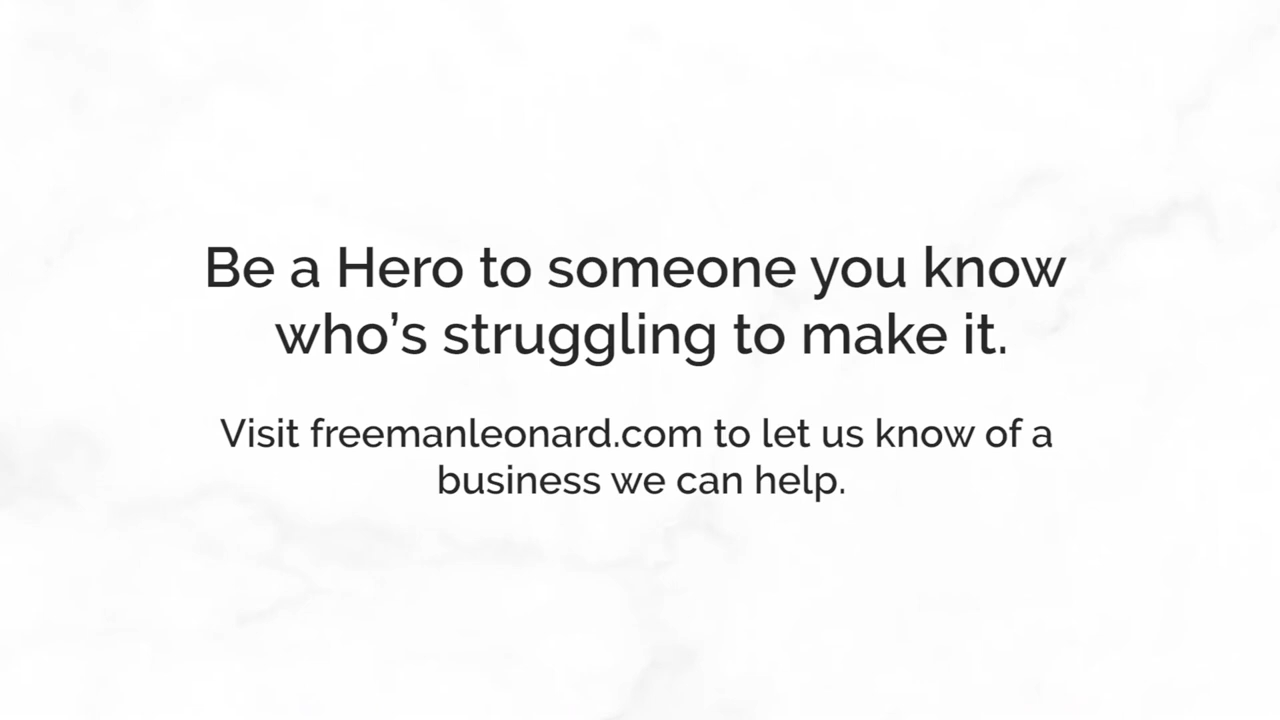 Be a Hero to someone you know
who’s struggling to make it.
Visit freemanleonard.com to let us know of a
business we can help.